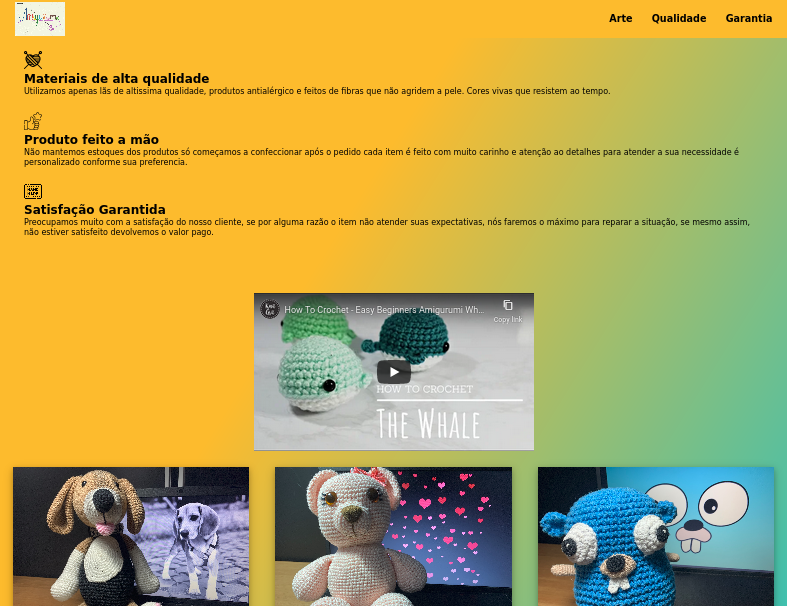 Amigurumi
Arte Qualidade Garantia
Materiais de alta qualidade
Utilizamos apenas lãs de altissima qualidade, produtos antialérgico e feitos de fibras que não agridem a pele. Cores vivas que resistem ao tempo.
Produto feito a mão
Não mantemos estoques dos produtos só começamos a confeccionar após o pedido cada item é feito com muito carinho e atenção ao detalhes para atender a sua necessidade é
personalizado conforme sua preferencia.
Satisfação Garantida
Preocupamos muito com a satisfação do nosso cliente, se por alguma razão o item não atender suas expectativas, nós faremos o máximo para reparar a situação, se mesmo assim,
não estiver satisfeito devolvemos o valor pago.
How To Crochet - Easy Beginners Amigurumi Wh...
Copy link
HOW TO CROCHET
THE WHALE